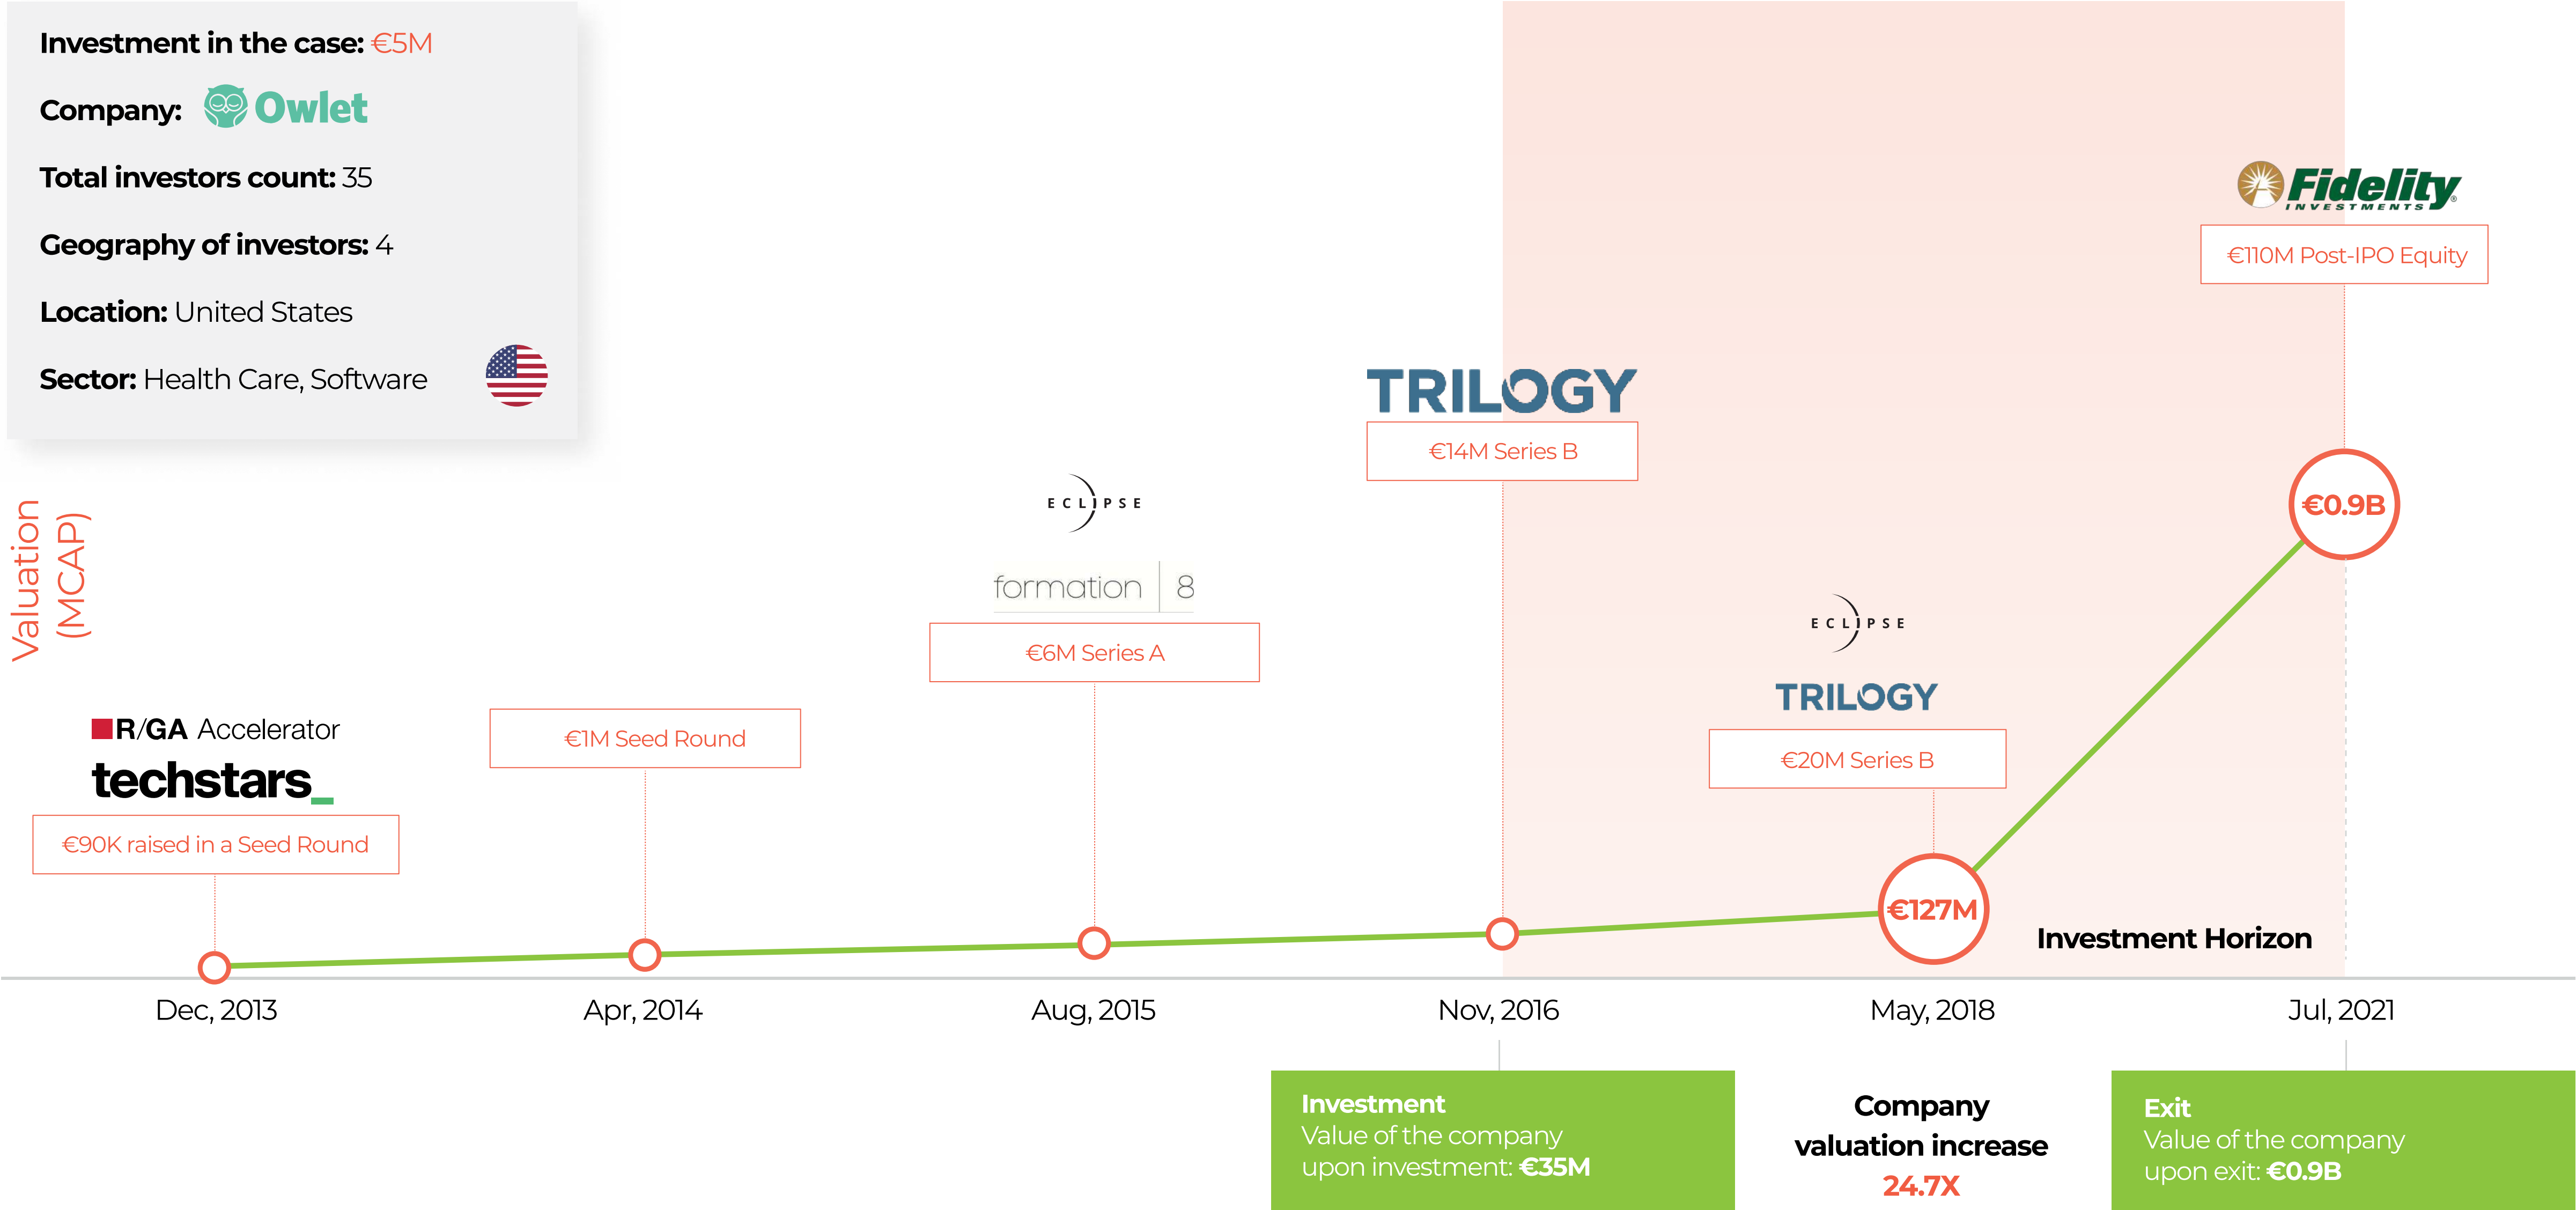 Investment in the case: €5M
Company: Owlet
Total investors count: 35
Geography of investors: 4
Location: United States
Sector: Health Care, Software
Valuation
(MCAP)
R/GA Accelerator
techstars_
€90K raised in a Seed Round
€1M Seed Round
ECLIPSE
formation | 8
€6M Series A
TRILOGY
€14M Series B
ECLIPSE
TRILOGY
€20M Series B
€127M
Fidelity®
INVESTMENTS
€110M Post-IPO Equity
€0.9B
Investment Horizon
Dec, 2013
Apr, 2014
Aug, 2015
Nov, 2016
May, 2018
Jul, 2021
Investment
Value of the company
upon investment: €35M
Company
valuation increase
24.7X
Exit
Value of the company
upon exit: €0.9B